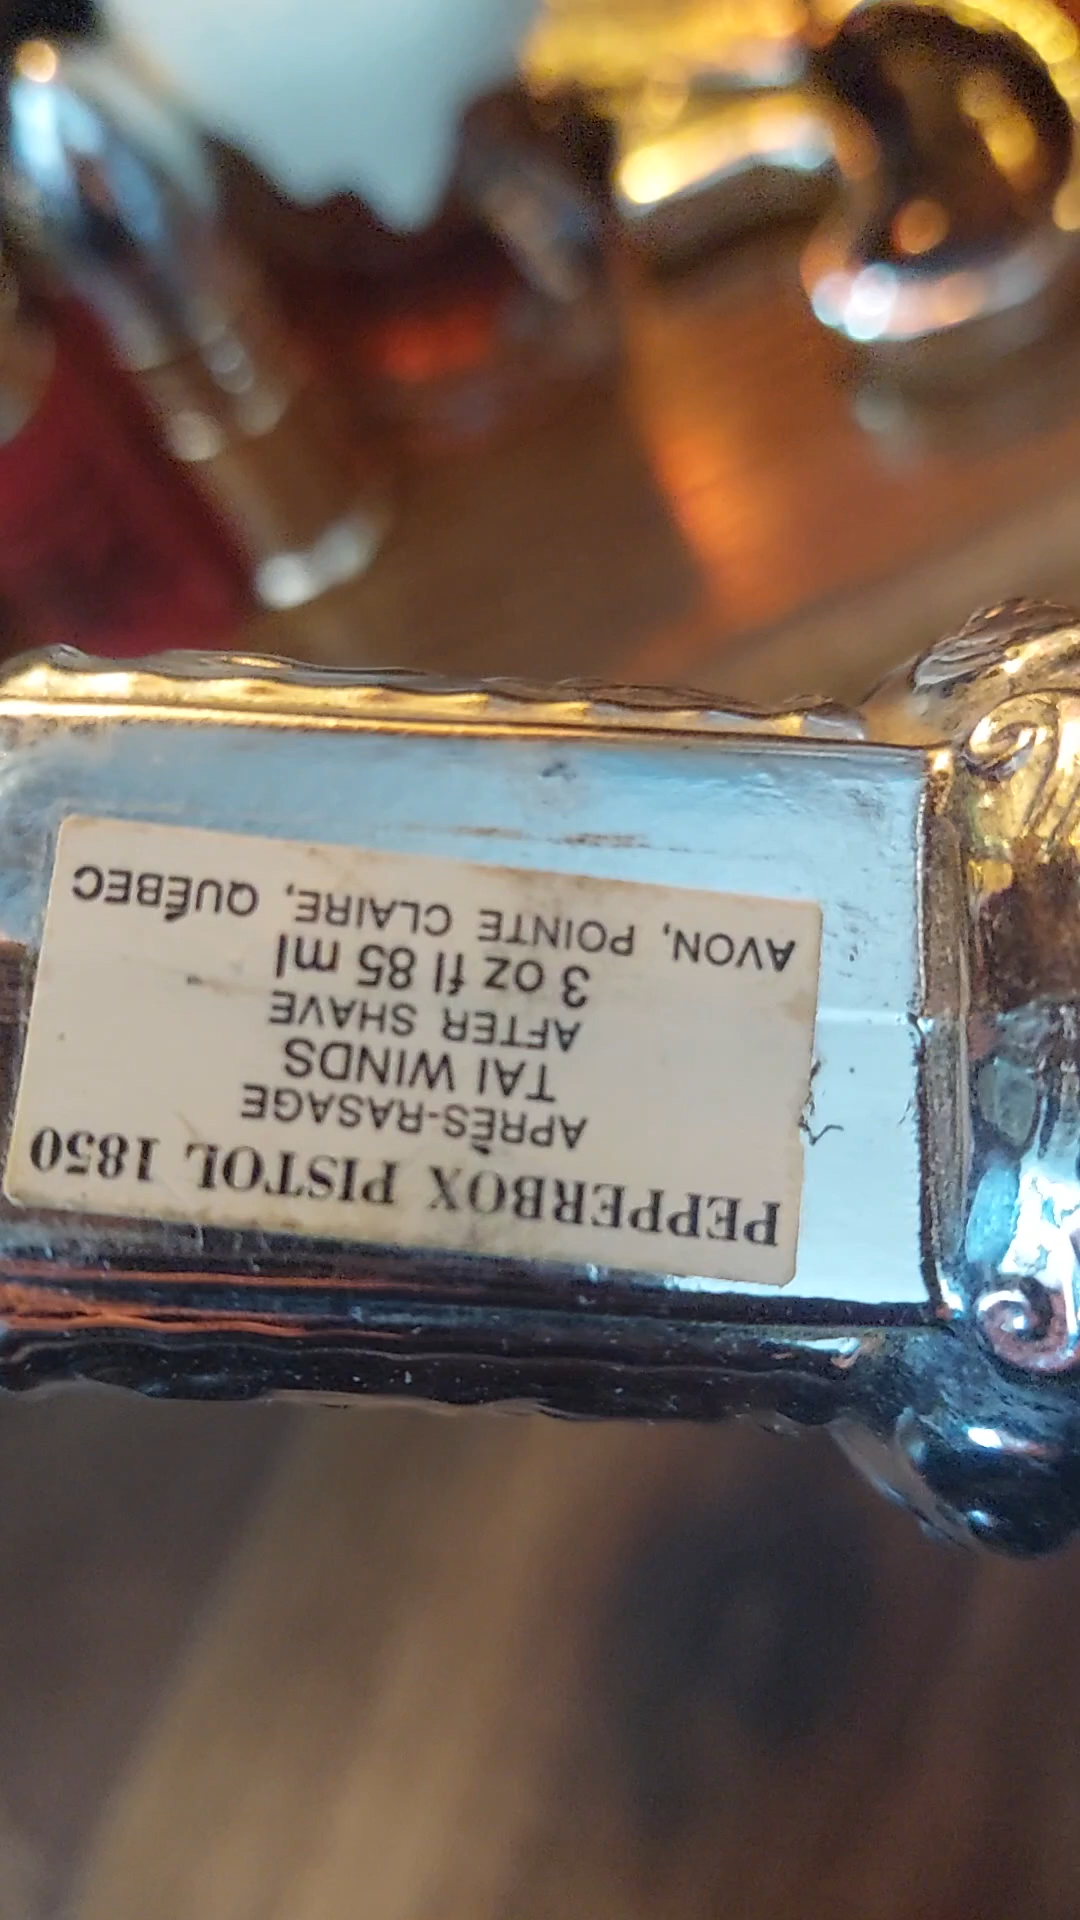 PEPPERBOX PISTOL 1850
APRÈS-RASAGE
TAI WINDS
AFTER SHAVE
3 oz fl 85 ml
AVON, POINTE CLAIRE, QUÉBEC